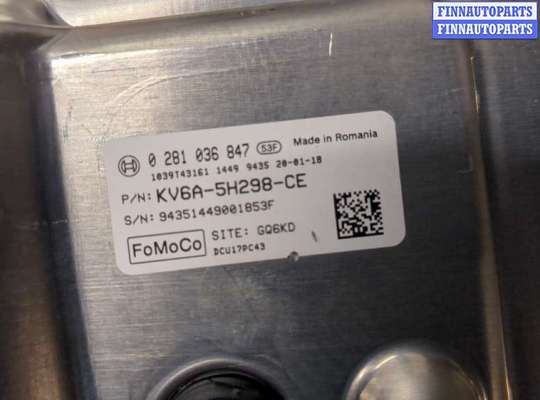 FINNAUTOPARTS
FINNAUTOPARTS
0 281 036 847 53F Made in Romania
1039T43161 1449 9435 20-01-18
P/N: KV6A-5H298-CE
S/N: 94351449001853F
FoMoCo SITE: GQ6KD
DCU17PC43